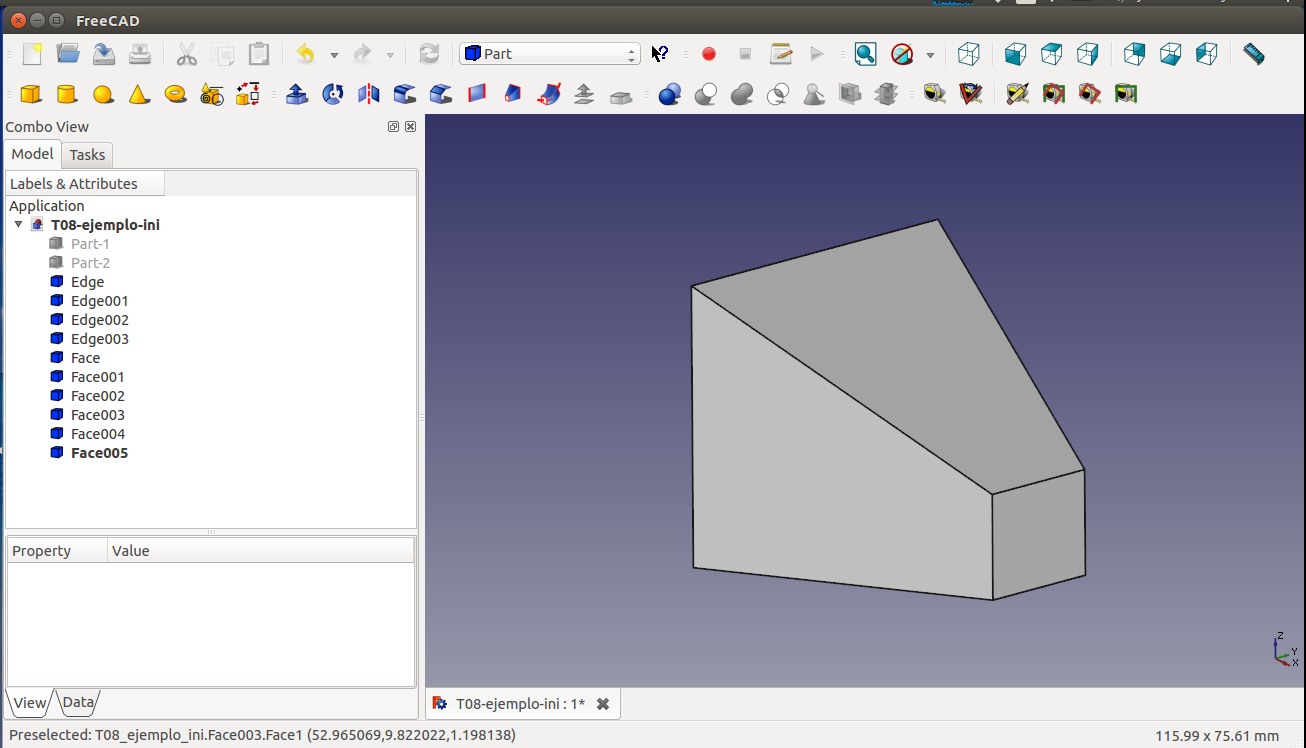 FreeCAD
Part
Combo View
Model Tasks
Labels & Attributes
Application
T08-ejemplo-ini
Part-1
Part-2
Edge
Edge001
Edge002
Edge003
Face
Face001
Face002
Face003
Face004
Face005
Property Value
View Data
Z
Y
X
T08-ejemplo-ini : 1*
Preselected: T08_ejemplo_ini.Face003.Face1 (52.965069,9.822022,1.198138)
115.99 x 75.61 mm